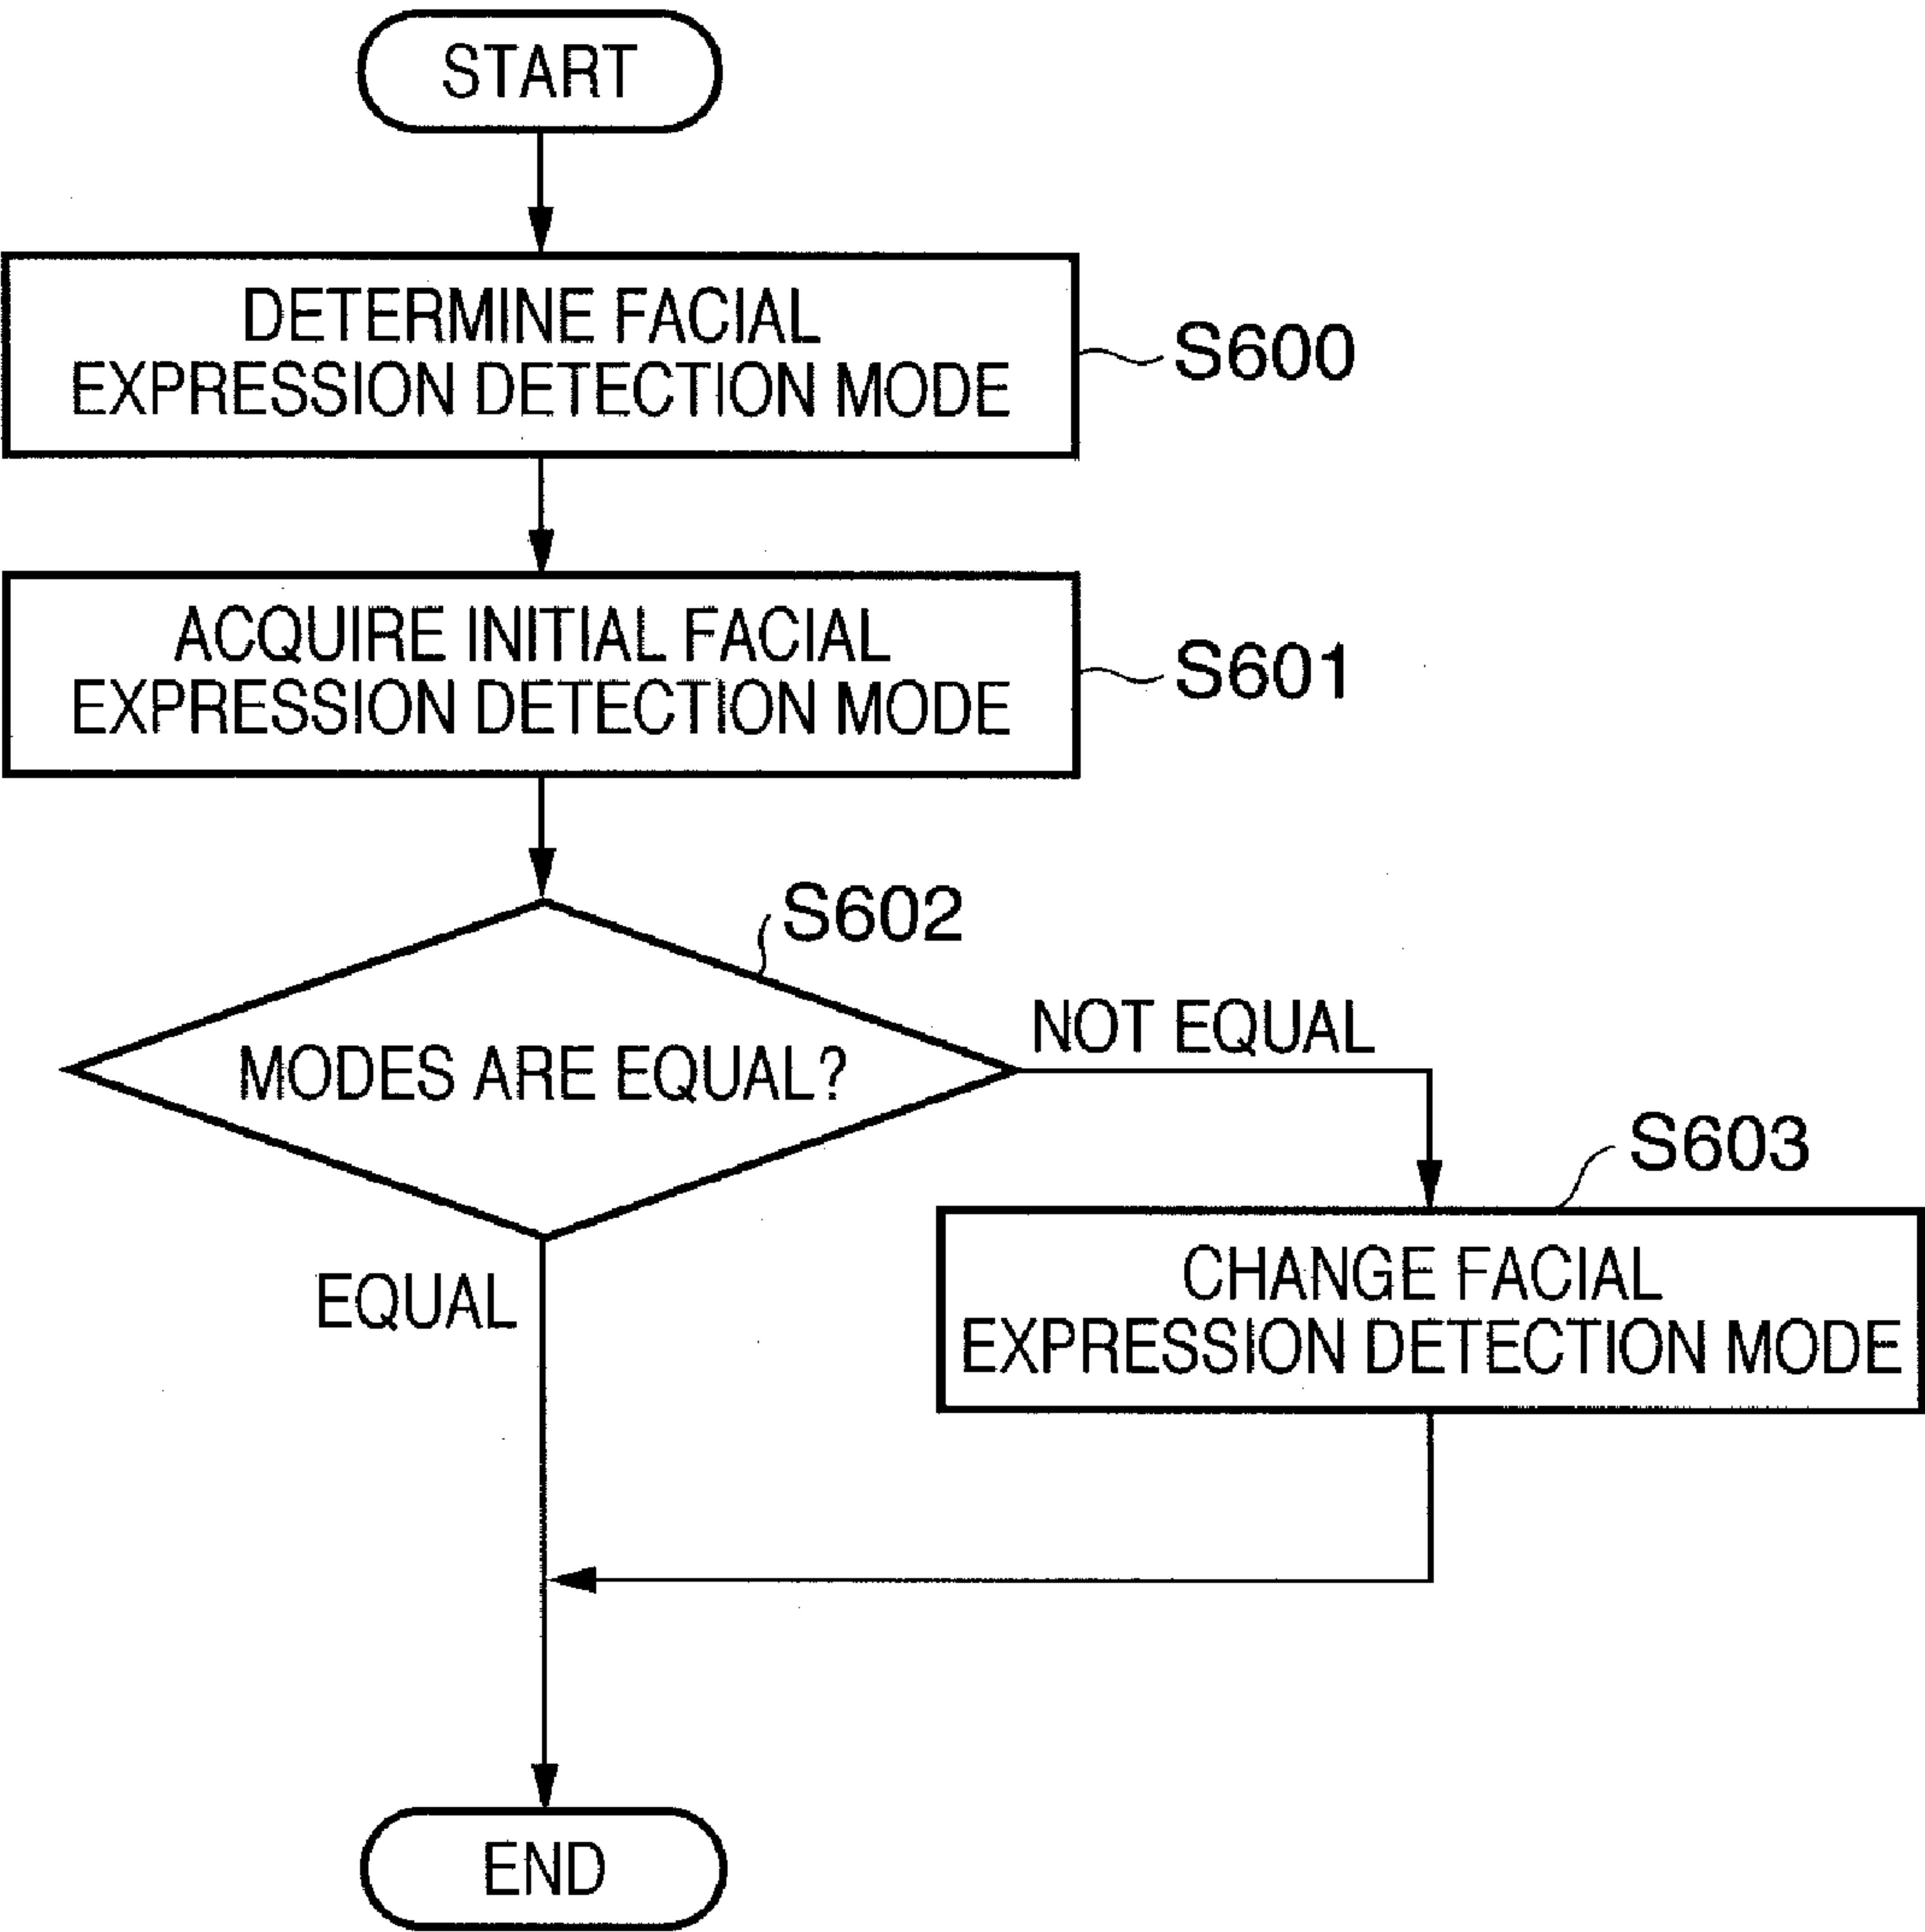 START
DETERMINE FACIAL
EXPRESSION DETECTION MODE
S600
ACQUIRE INITIAL FACIAL
EXPRESSION DETECTION MODE
S601
S602
MODES ARE EQUAL?
NOT EQUAL
S603
CHANGE FACIAL
EXPRESSION DETECTION MODE
EQUAL
END